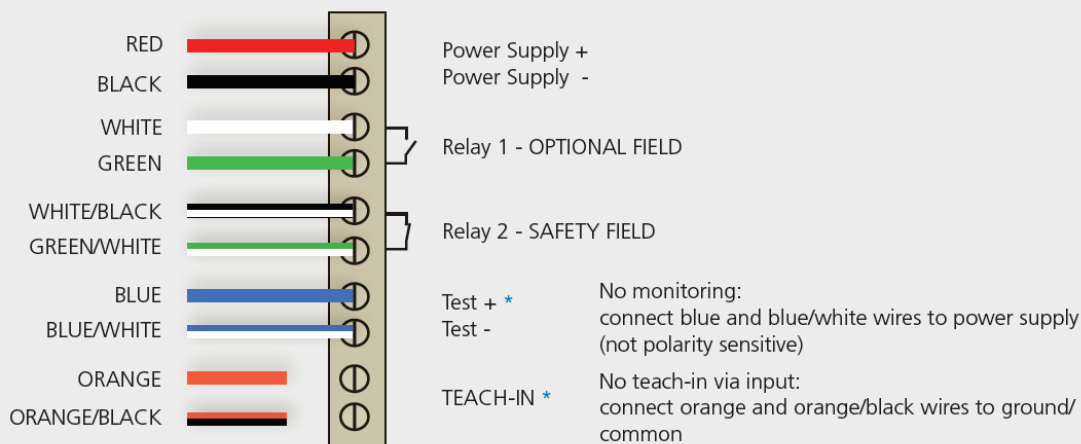 RED
Power Supply +
BLACK
Power Supply -
WHITE
Relay 1 - OPTIONAL FIELD
GREEN
WHITE/BLACK
Relay 2 - SAFETY FIELD
GREEN/WHITE
BLUE
Test + *
No monitoring:
connect blue and blue/white wires to power supply
(not polarity sensitive)
BLUE/WHITE
Test -
ORANGE
TEACH-IN *
No teach-in via input:
connect orange and orange/black wires to ground/
common
ORANGE/BLACK